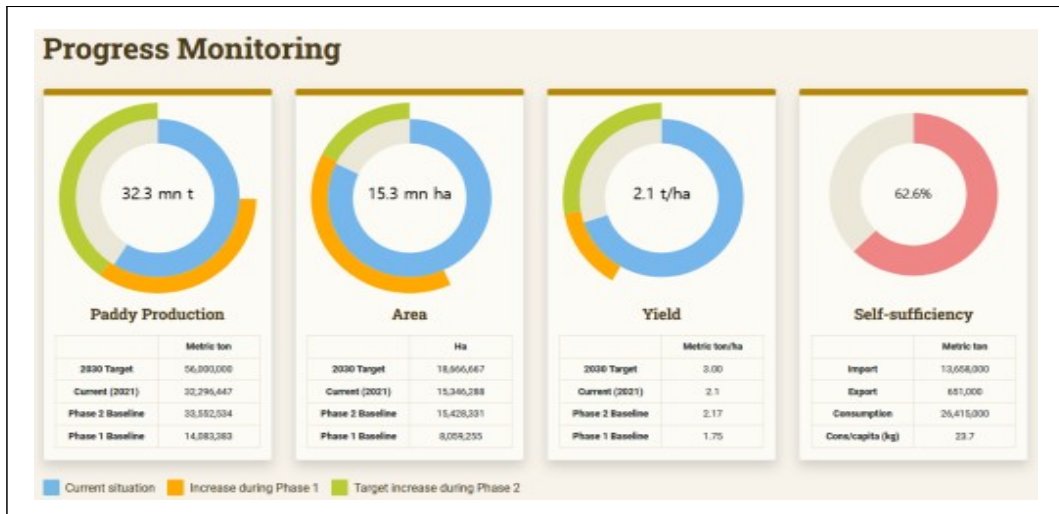 Progress Monitoring
32.3 mn t
15.3 mn ha
2.1 t/ha
62.6%
Paddy Production
Metric ton
2030 Target 56,000,000
Current (2021) 32,296,447
Phase 2 Baseline 33,552,534
Phase 1 Baseline 14,083,383
Area
Ha
2030 Target 18,666,667
Current (2021) 15,346,288
Phase 2 Baseline 15,428,331
Phase 1 Baseline 8,059,255
Yield
Metric ton/ha
2030 Target 3.00
Current (2021) 2.1
Phase 2 Baseline 2.17
Phase 1 Baseline 1.75
Self-sufficiency
Metric ton
Import 13,658,000
Export 651,000
Consumption 26,415,000
Cons/capita (kg) 23.7
Current situation
Increase during Phase 1
Target increase during Phase 2